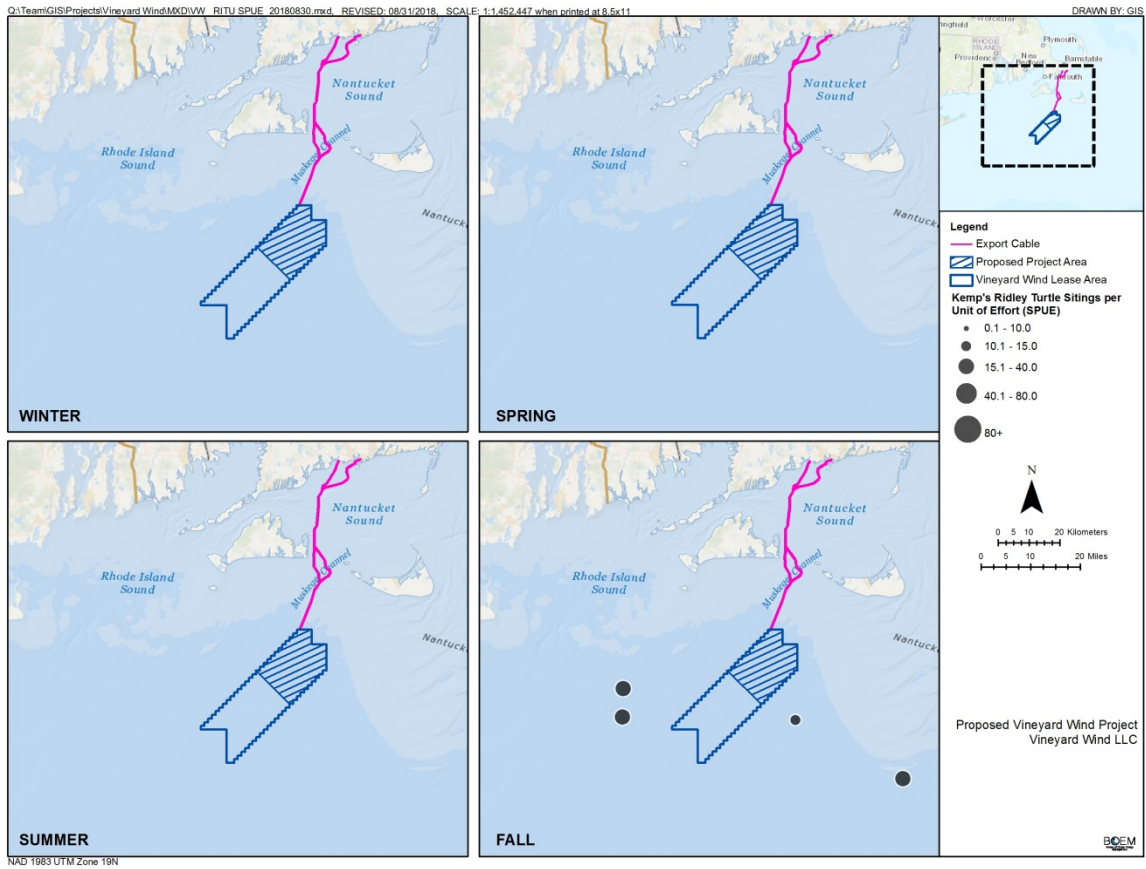 Q:\Team\GIS\Projects\Vineyard Wind\MXD\VW_RITU SPUE_20180830.mxd, REVISED: 08/31/2018, SCALE: 1:1,452,447 when printed at 8.5x11
DRAWN BY: GIS
Nantucket
Sound
Rhode Island
Sound
Muskeget Channel
WINTER
Nantucket
Sound
Rhode Island
Sound
Muskeget Channel
SPRING
Worcester
Plymouth
RHODE
ISLAND
Providence
New
Bedford
Barnstable
Falmouth
Legend
Export Cable
Proposed Project Area
Vineyard Wind Lease Area
Kemp's Ridley Turtle Sitings per
Unit of Effort (SPUE)
0.1 - 10.0
10.1 - 15.0
15.1 - 40.0
40.1 - 80.0
80+
N
0 5 10 20 Kilometers
0 5 10 20 Miles
Nantucket
Sound
Rhode Island
Sound
Muskeget Channel
SUMMER
Nantucket
Sound
Rhode Island
Sound
Muskeget Channel
FALL
Proposed Vineyard Wind Project
Vineyard Wind LLC
BOEM
NAD 1983 UTM Zone 19N